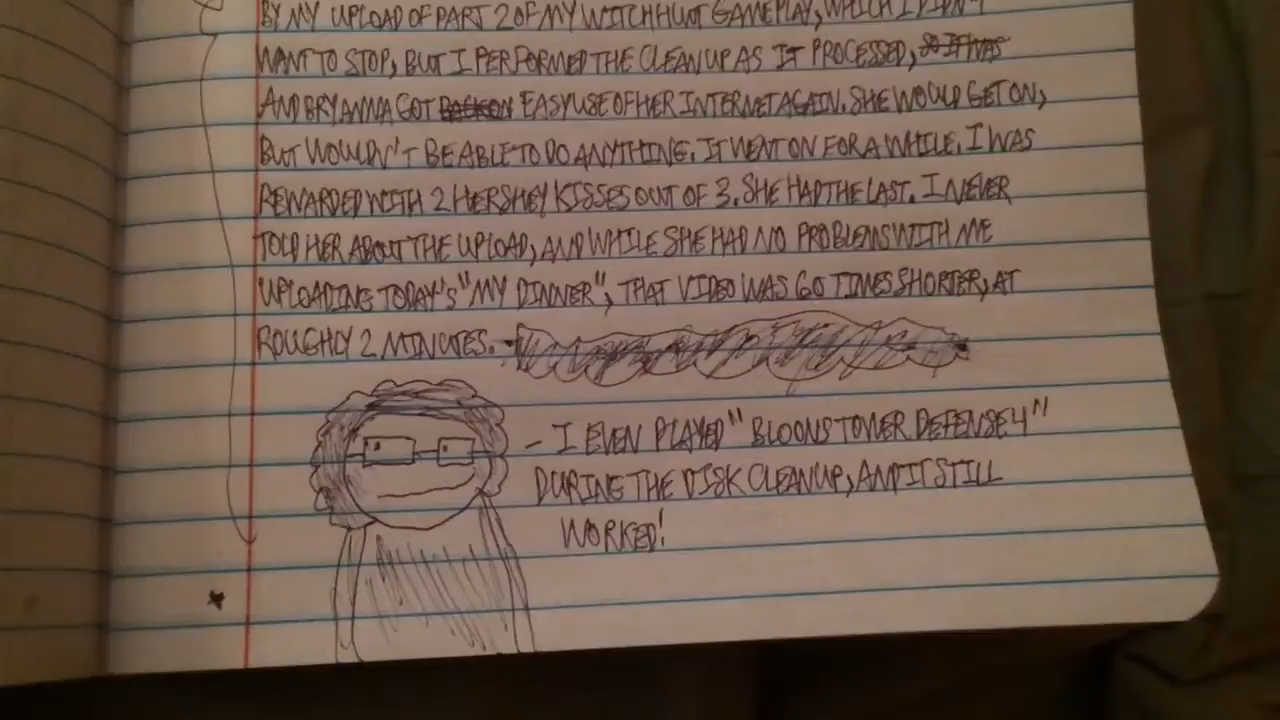 BY MY UPLOAD OF PART 2 OF MY WITCH HUNT GAMEPLAY, WHICH I DIDN'T
WANT TO STOP, BUT I PERFORMED THE CLEANUP AS IT PROCESSED, SO IT WAS
AND BRYANNA GOT EASY USE OF HER INTERNET AGAIN. SHE WOULD GET ON,
BUT WOULDN'T BE ABLE TO DO ANYTHING. IT WENT ON FOR A WHILE. I WAS
REWARDED WITH 2 HERSHEY KISSES OUT OF 3. SHE HAD THE LAST. I NEVER
TOLD HER ABOUT THE UPLOAD, AND WHILE SHE HAD NO PROBLEMS WITH ME
UPLOADING TODAY'S "MY DINNER", THAT VIDEO WAS 60 TIMES SHORTER, AT
ROUGHLY 2 MINUTES.
- I EVEN PLAYED "BLOONS TOWER DEFENSE 4"
DURING THE DISK CLEANUP, AND IT STILL
WORKED!